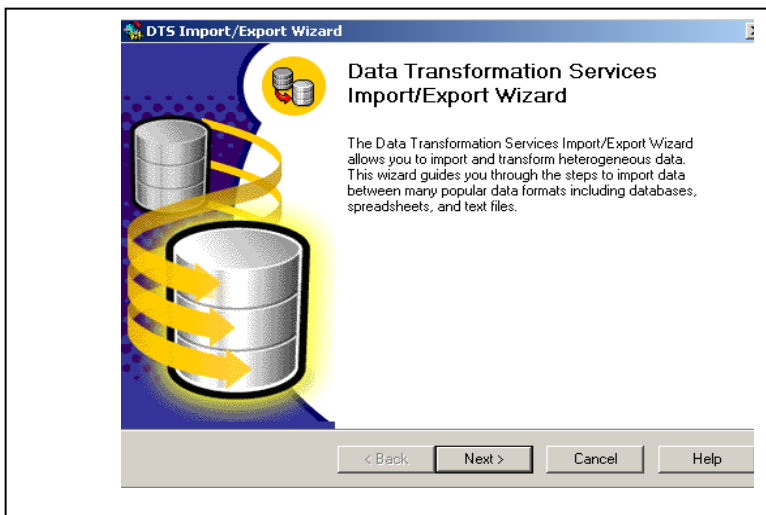 DTS Import/Export Wizard
Data Transformation Services
Import/Export Wizard
The Data Transformation Services Import/Export Wizard
allows you to import and transform heterogeneous data.
This wizard guides you through the steps to import data
between many popular data formats including databases,
spreadsheets, and text files.
< Back
Next >
Cancel
Help